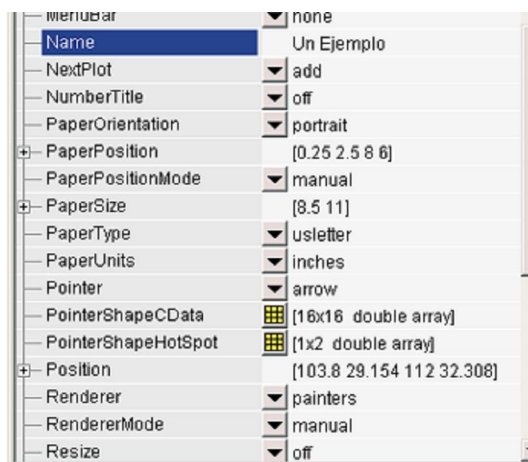 MenuBar none
Name Un Ejemplo
NextPlot add
NumberTitle off
PaperOrientation portrait
PaperPosition [0.25 2.5 8 6]
PaperPositionMode manual
PaperSize [8.5 11]
PaperType usletter
PaperUnits inches
Pointer arrow
PointerShapeCData [16x16 double array]
PointerShapeHotSpot [1x2 double array]
Position [103.8 29.154 112 32.308]
Renderer painters
RendererMode manual
Resize off